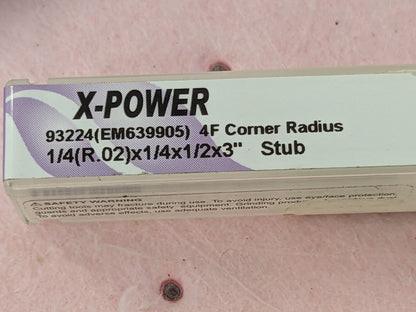 X-POWER
93224(EM639905) 4F Corner Radius
1/4(R.02)x1/4x1/2x3" Stub
SAFETY WARNING
Cutting tools may fracture during use. To avoid injury, use eye/face protection,
guards and appropriate safety equipment. Grinding
To avoid adverse effects, use adequate ventilation.